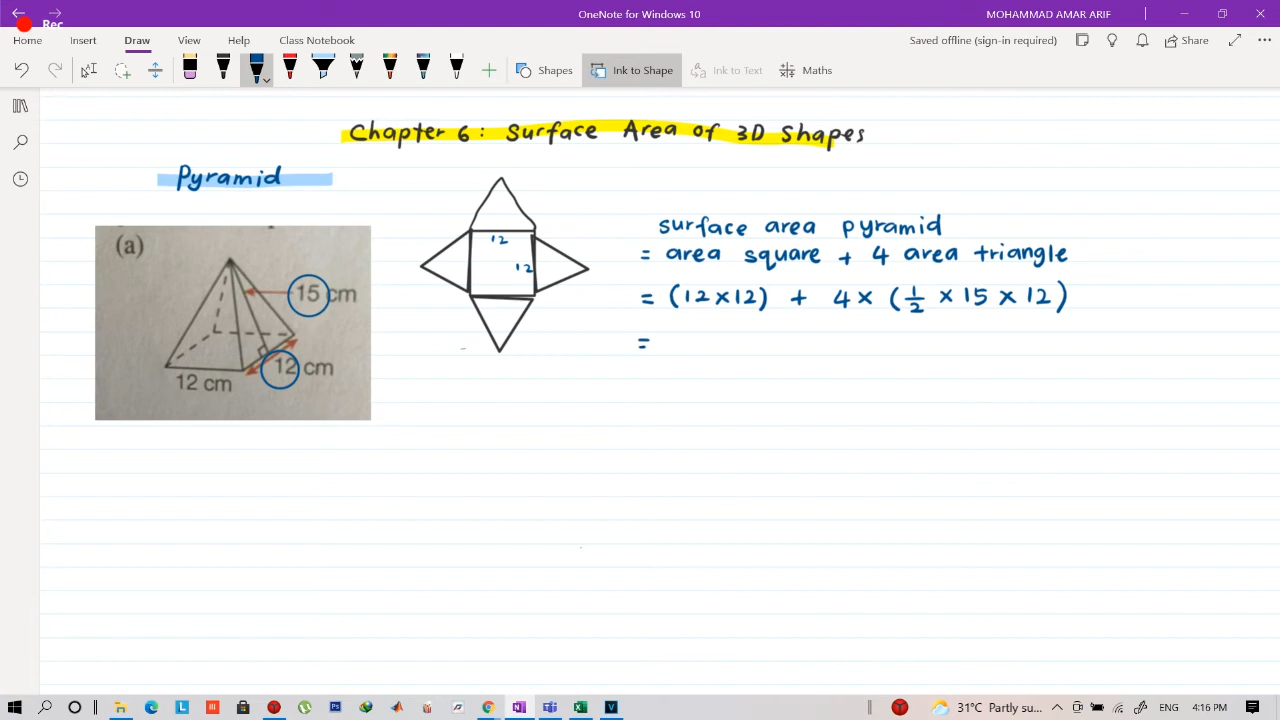 OneNote for Windows 10
MOHAMMAD AMAR ARIF
Rec
Home Insert Draw View Help Class Notebook
Saved offline (sign-in required)
Share
Shapes
Ink to Shape
Ink to Text
Maths
Chapter 6: Surface Area of 3D Shapes
Pyramid
(a)
15 cm
12 cm
12 cm
12
12
surface area pyramid
= area square + 4 area triangle
= (12 × 12) + 4 × (1/2 × 15 × 12)
=
31°C Partly su...
ENG
4:16 PM